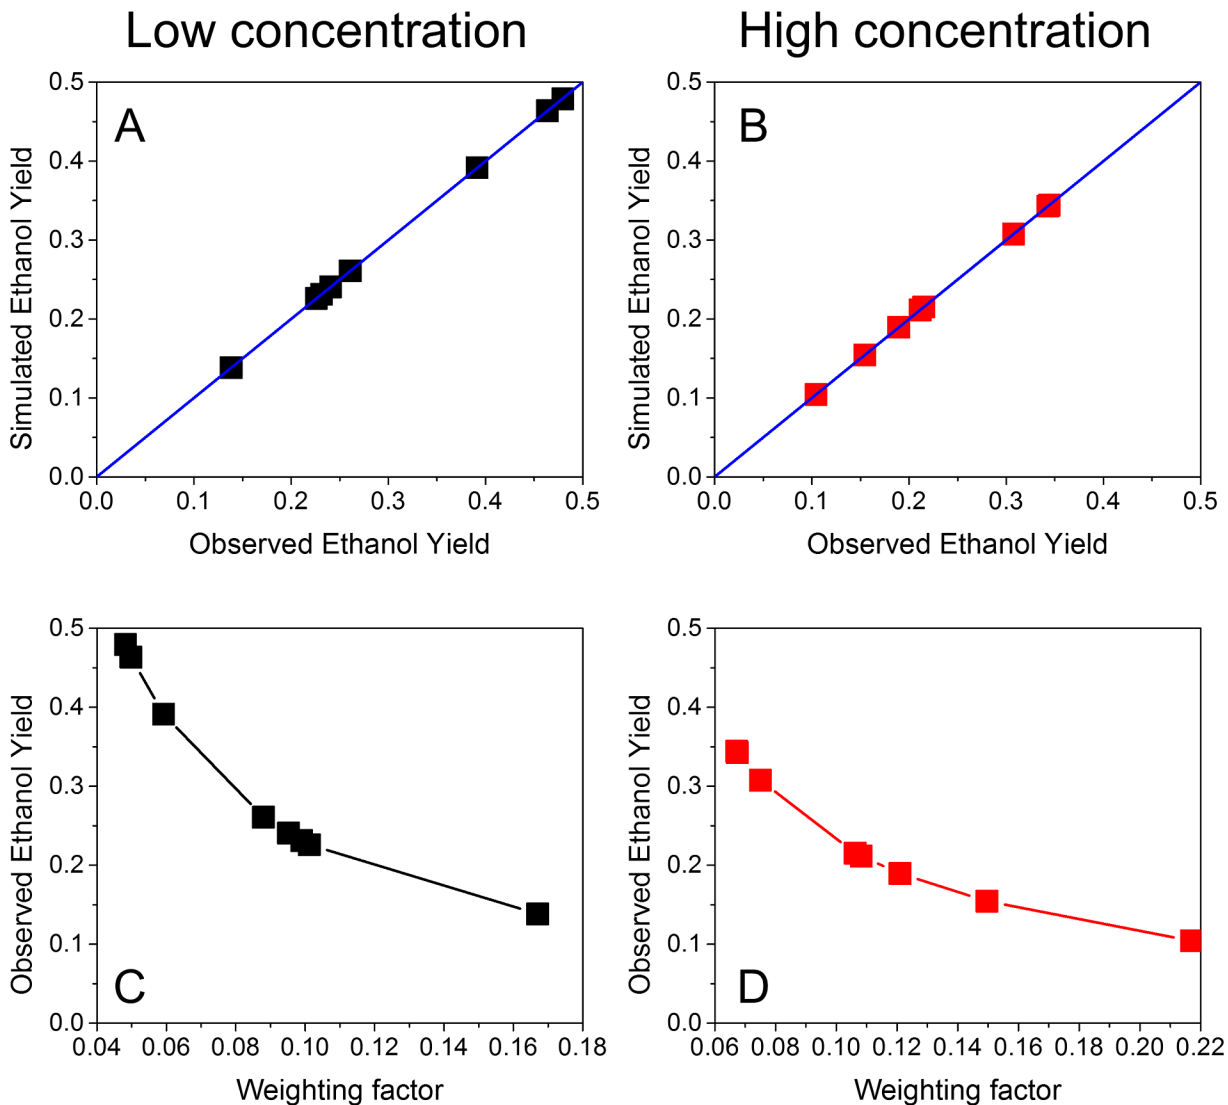 Low concentration
High concentration
A
Simulated Ethanol Yield
0.5
0.4
0.3
0.2
0.1
0.0
0.0 0.1 0.2 0.3 0.4 0.5
Observed Ethanol Yield
B
Simulated Ethanol Yield
0.5
0.4
0.3
0.2
0.1
0.0
0.0 0.1 0.2 0.3 0.4 0.5
Observed Ethanol Yield
C
Observed Ethanol Yield
0.5
0.4
0.3
0.2
0.1
0.0
0.04 0.06 0.08 0.10 0.12 0.14 0.16 0.18
Weighting factor
D
Observed Ethanol Yield
0.5
0.4
0.3
0.2
0.1
0.0
0.06 0.08 0.10 0.12 0.14 0.16 0.18 0.20 0.22
Weighting factor